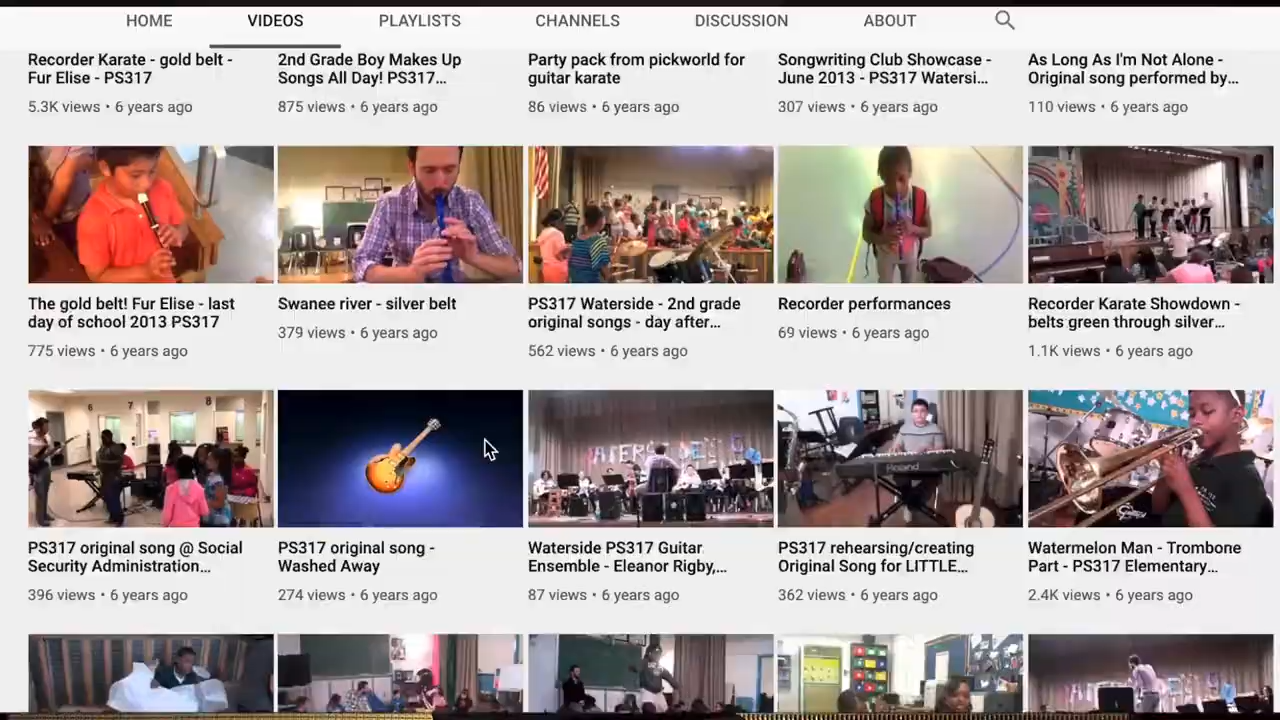 HOME VIDEOS PLAYLISTS CHANNELS DISCUSSION ABOUT
Recorder Karate - gold belt -
Fur Elise - PS317
5.3K views • 6 years ago
2nd Grade Boy Makes Up
Songs All Day! PS317...
875 views • 6 years ago
Party pack from pickworld for
guitar karate
86 views • 6 years ago
Songwriting Club Showcase -
June 2013 - PS317 Watersi...
307 views • 6 years ago
As Long As I'm Not Alone -
Original song performed by...
110 views • 6 years ago
The gold belt! Fur Elise - last
day of school 2013 PS317
775 views • 6 years ago
Swanee river - silver belt
379 views • 6 years ago
PS317 Waterside - 2nd grade
original songs - day after...
562 views • 6 years ago
Recorder performances
69 views • 6 years ago
Recorder Karate Showdown -
belts green through silver...
1.1K views • 6 years ago
6 7 8
PS317 original song @ Social
Security Administration...
396 views • 6 years ago
PS317 original song -
Washed Away
274 views • 6 years ago
Waterside PS317 Guitar
Ensemble - Eleanor Rigby,...
87 views • 6 years ago
Roland
PS317 rehearsing/creating
Original Song for LITTLE...
362 views • 6 years ago
Watermelon Man - Trombone
Part - PS317 Elementary...
2.4K views • 6 years ago